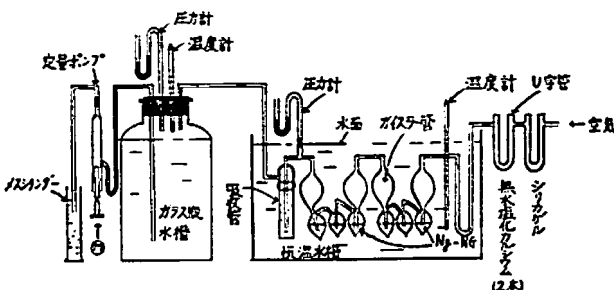 圧力計
温度計
定量ポンプ
メスシリンダー
ガラス製
水槽
圧力計
水面
ガイスラー管
温度計
U字管
←空気
吸収管
恒温水槽
Ng-NG
無水塩化カルシウム
(2本)
シリカゲル